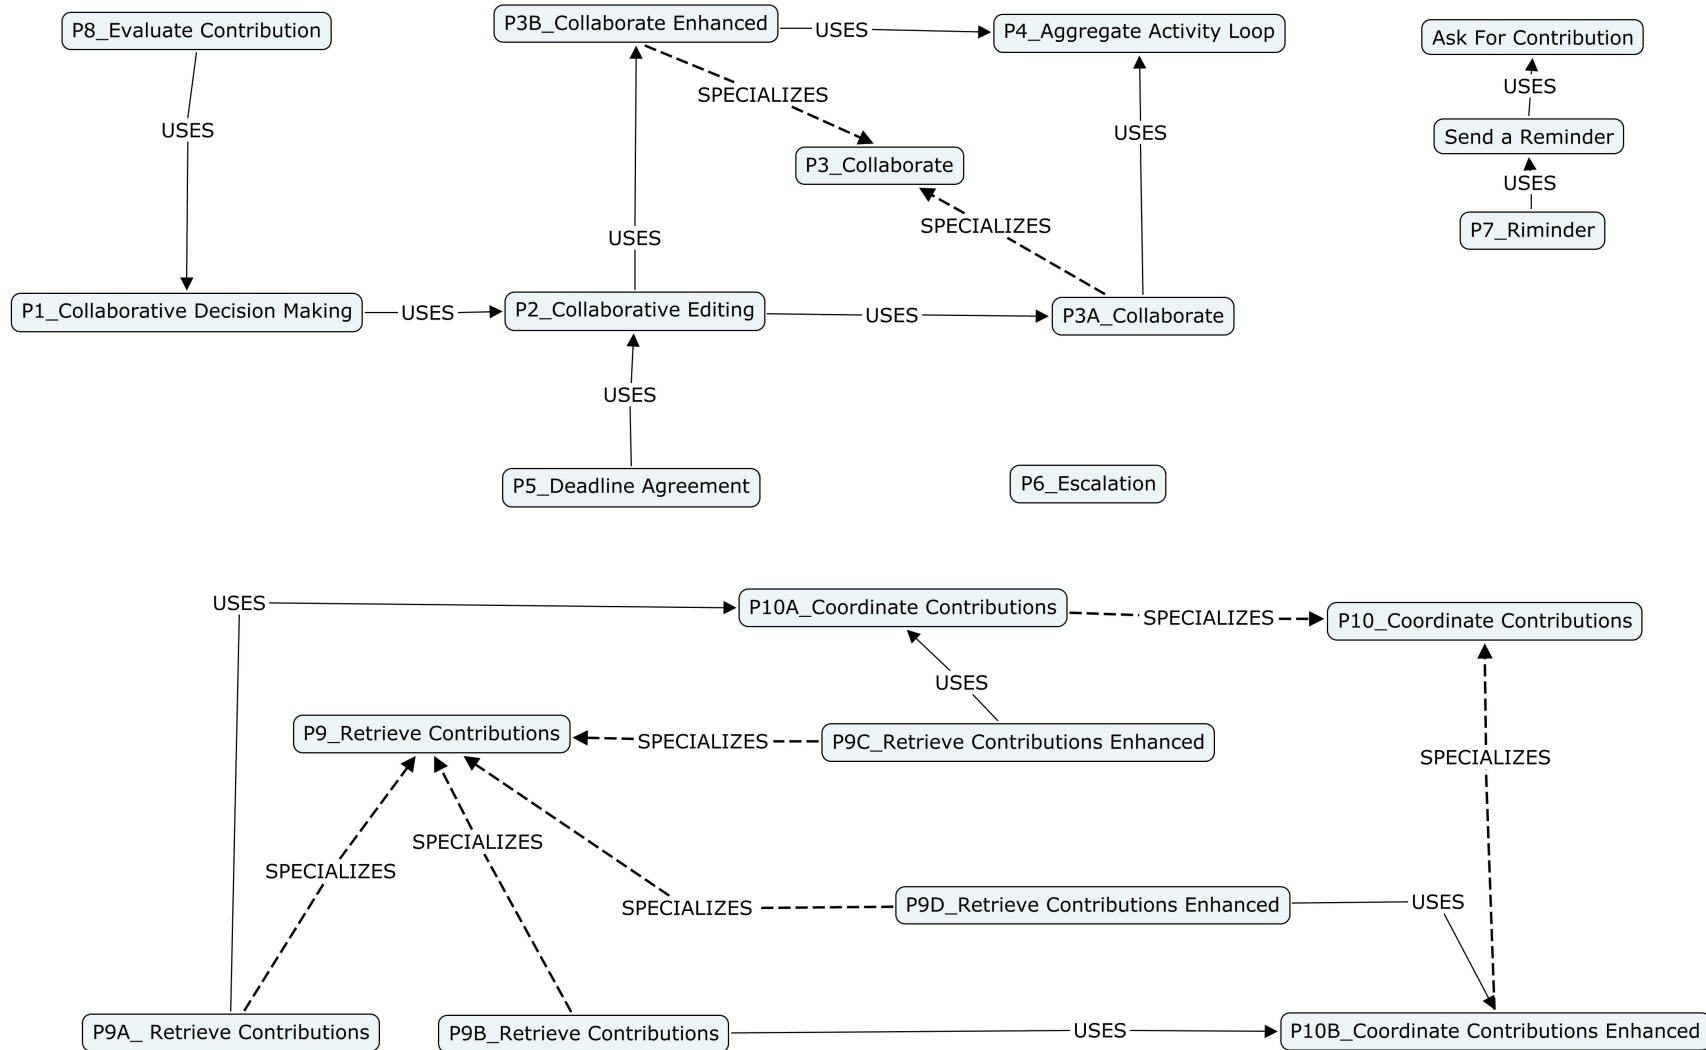 P8_Evaluate Contribution
P3B_Collaborate Enhanced
USES
P4_Aggregate Activity Loop
Ask For Contribution
USES
SPECIALIZES
USES
USES
Send a Reminder
P3_Collaborate
USES
SPECIALIZES
P7_Riminder
USES
P1_Collaborative Decision Making
USES
P2_Collaborative Editing
USES
P3A_Collaborate
USES
P5_Deadline Agreement
P6_Escalation
USES
P10A_Coordinate Contributions
SPECIALIZES
P10_Coordinate Contributions
USES
P9_Retrieve Contributions
SPECIALIZES
P9C_Retrieve Contributions Enhanced
SPECIALIZES
SPECIALIZES
SPECIALIZES
SPECIALIZES
P9D_Retrieve Contributions Enhanced
USES
P9A_ Retrieve Contributions
P9B_Retrieve Contributions
USES
P10B_Coordinate Contributions Enhanced